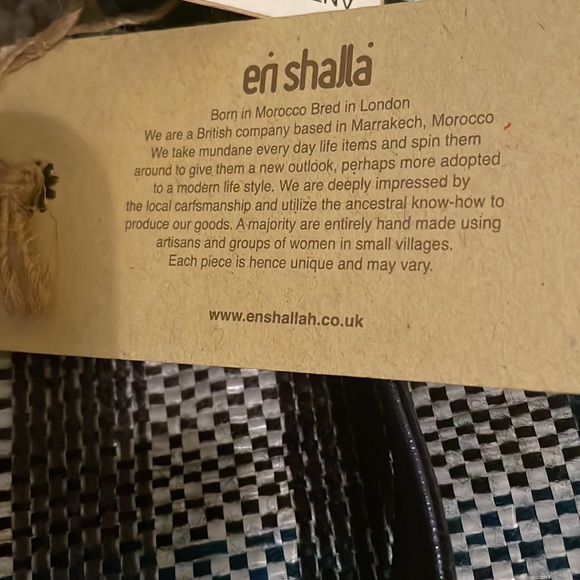 en shalla
Born in Morocco Bred in London
We are a British company based in Marrakech, Morocco
We take mundane every day life items and spin them
around to give them a new outlook, perhaps more adopted
to a modern life style. We are deeply impressed by
the local carfsmanship and utilize the ancestral know-how to
produce our goods. A majority are entirely hand made using
artisans and groups of women in small villages.
Each piece is hence unique and may vary.
www.enshallah.co.uk